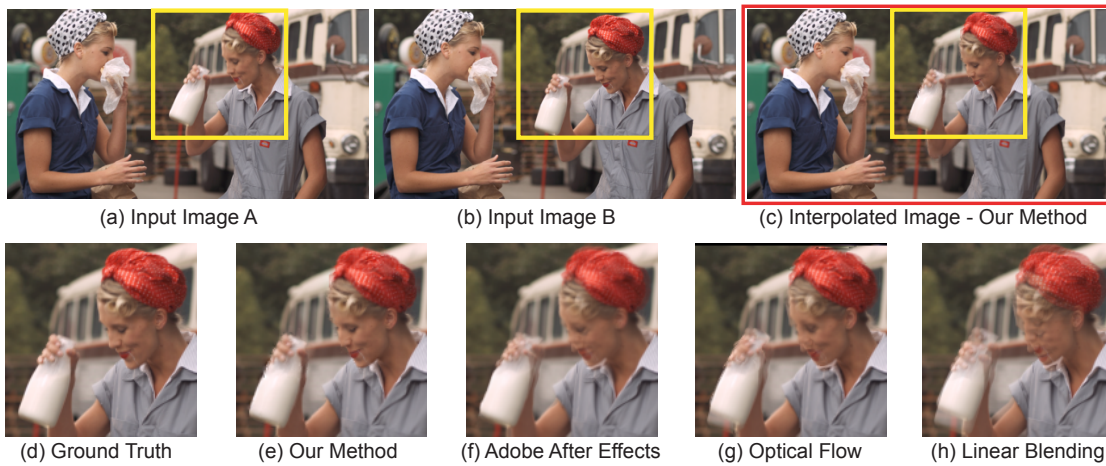 (a) Input Image A
(b) Input Image B
(c) Interpolated Image - Our Method
(d) Ground Truth
(e) Our Method
(f) Adobe After Effects
(g) Optical Flow
(h) Linear Blending